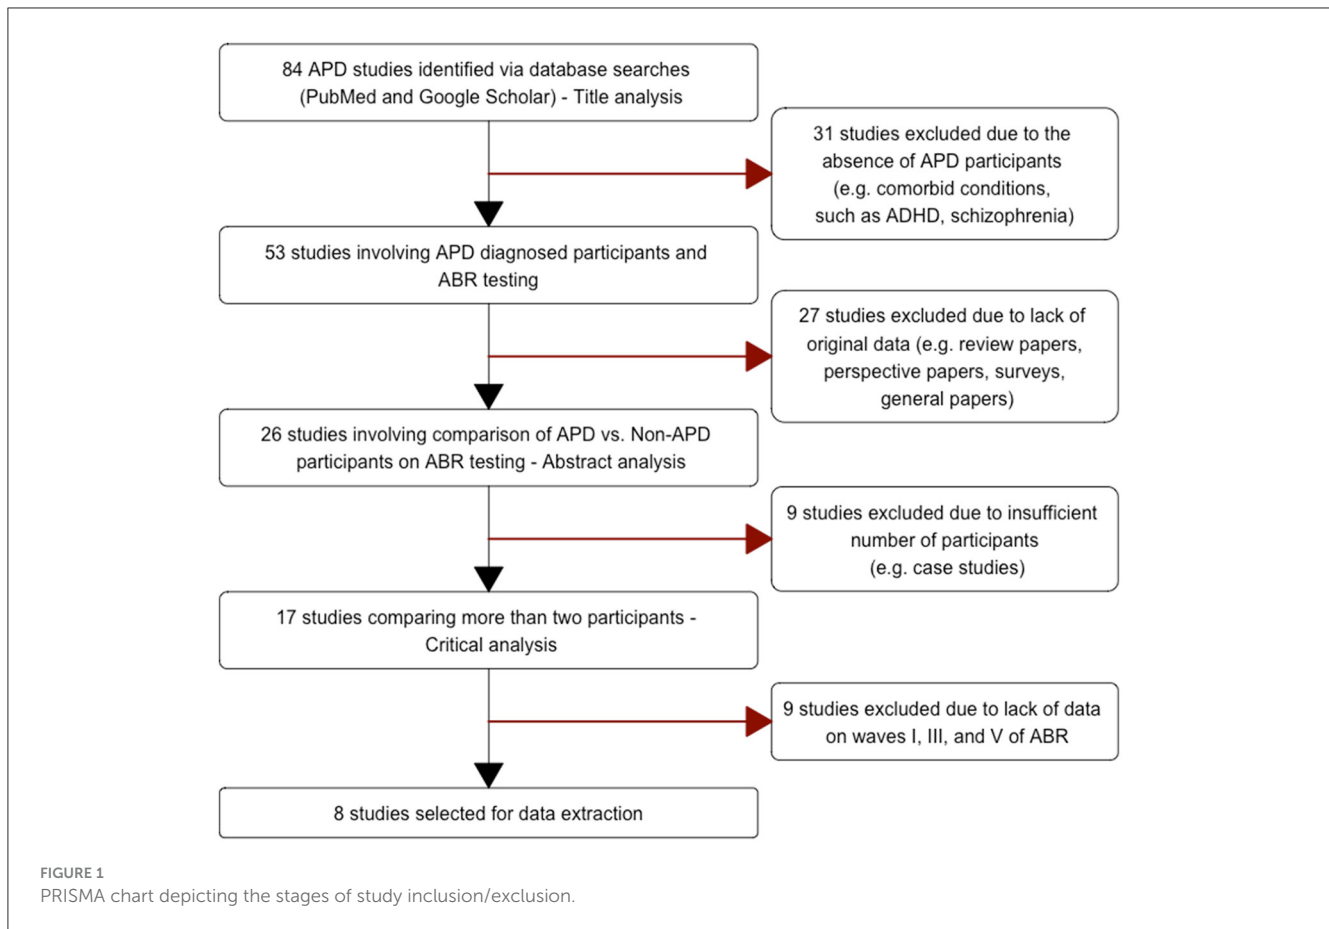 84 APD studies identified via database searches
(PubMed and Google Scholar) - Title analysis
31 studies excluded due to the
absence of APD participants
(e.g. comorbid conditions,
such as ADHD, schizophrenia)
53 studies involving APD diagnosed participants and
ABR testing
27 studies excluded due to lack of
original data (e.g. review papers,
perspective papers, surveys,
general papers)
26 studies involving comparison of APD vs. Non-APD
participants on ABR testing - Abstract analysis
9 studies excluded due to insufficient
number of participants
(e.g. case studies)
17 studies comparing more than two participants -
Critical analysis
9 studies excluded due to lack of data
on waves I, III, and V of ABR
8 studies selected for data extraction
FIGURE 1
PRISMA chart depicting the stages of study inclusion/exclusion.